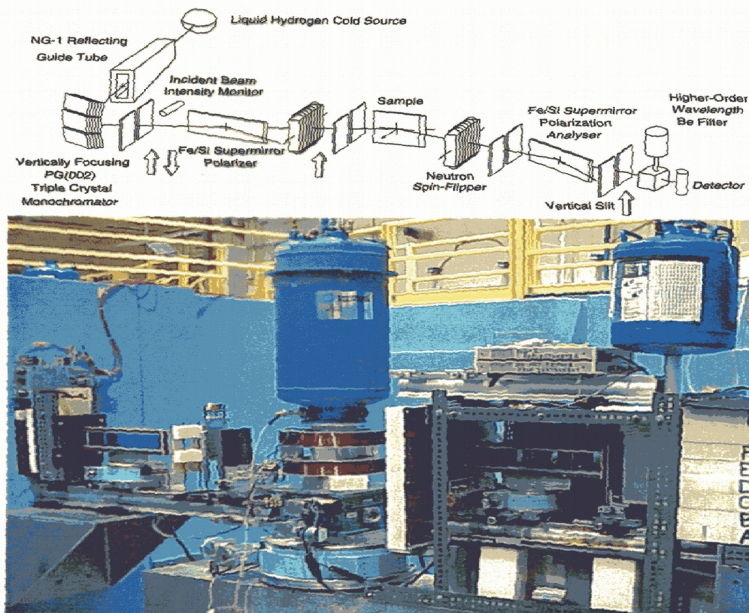 Liquid Hydrogen Cold Source
NG-1 Reflecting
Guide Tube
Incident Beam
Intensity Monitor
Sample
Fe/Si Supermirror
Polarization
Analyser
Higher-Order
Wavelength
Be Filter
Vertically Focusing
PG(002)
Triple Crystal
Monochromator
Fe/Si Supermirror
Polarizer
Neutron
Spin-Flipper
Vertical Slit
Detector